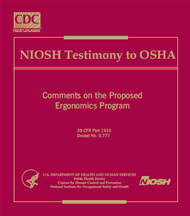 CDC
NIOSH Testimony to OSHA
Comments on the Proposed
Ergonomics Program
29 CFR Part 1910
Docket No. S-777
U.S. DEPARTMENT OF HEALTH AND HUMAN SERVICES
Public Health Service
Centers for Disease Control and Prevention
National Institute for Occupational Safety and Health
NIOSH